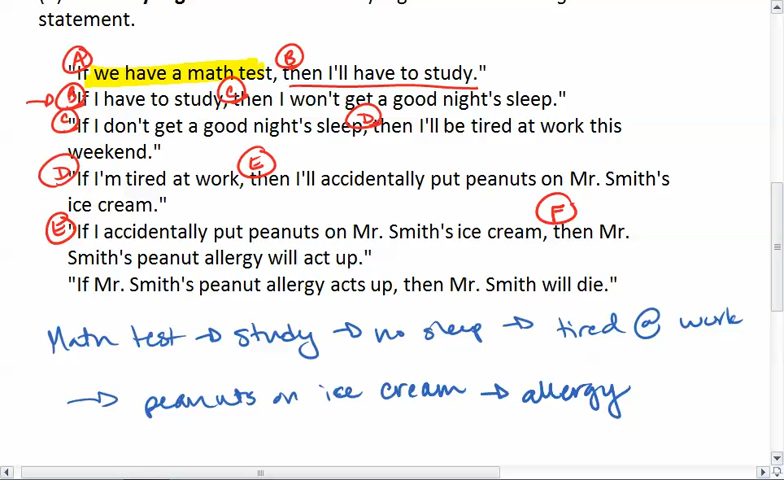 statement.
A B
"If we have a math test, then I'll have to study."
B C
"If I have to study, then I won't get a good night's sleep."
C D
"If I don't get a good night's sleep, then I'll be tired at work this
weekend."
D E
"If I'm tired at work, then I'll accidentally put peanuts on Mr. Smith's
ice cream."
E F
"If I accidentally put peanuts on Mr. Smith's ice cream, then Mr.
Smith's peanut allergy will act up."
"If Mr. Smith's peanut allergy acts up, then Mr. Smith will die."
Math test → study → no sleep → tired @ work
→ peanuts on ice cream → allergy